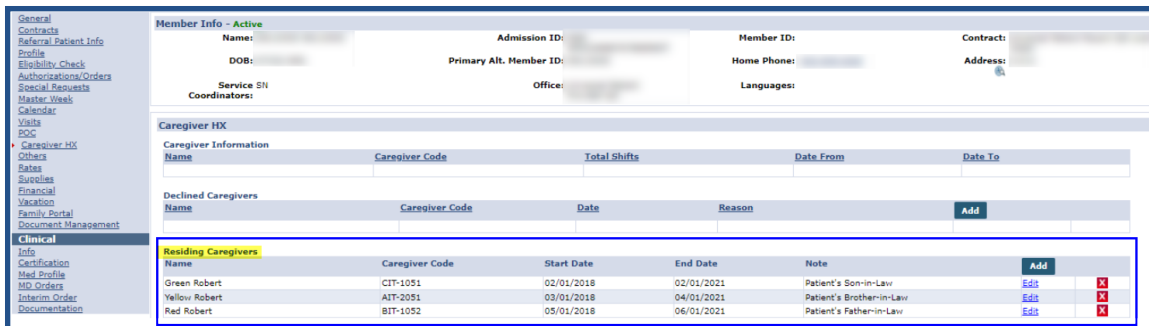 General
Contracts
Referral Patient Info
Profile
Eligibility Check
Authorizations/Orders
Special Requests
Master Week
Calendar
Visits
POC
Caregiver HX
Others
Rates
Supplies
Financial
Vacation
Family Portal
Document Management
Clinical
Info
Certification
Med Profile
MD Orders
Interim Order
Documentation
Member Info - Active
Name: Admission ID: Member ID: Contract:
DOB: Primary Alt. Member ID: Home Phone: Address:
Service SN Office: Languages:
Coordinators:
Caregiver HX
Caregiver Information
Name Caregiver Code Total Shifts Date From Date To
Declined Caregivers
Name Caregiver Code Date Reason Add
Residing Caregivers
Name Caregiver Code Start Date End Date Note Add
Green Robert CIT-1051 02/01/2018 02/01/2021 Patient's Son-in-Law Edit X
Yellow Robert AIT-2051 03/01/2018 04/01/2021 Patient's Brother-in-Law Edit X
Red Robert BIT-1052 05/01/2018 06/01/2021 Patient's Father-in-Law Edit X